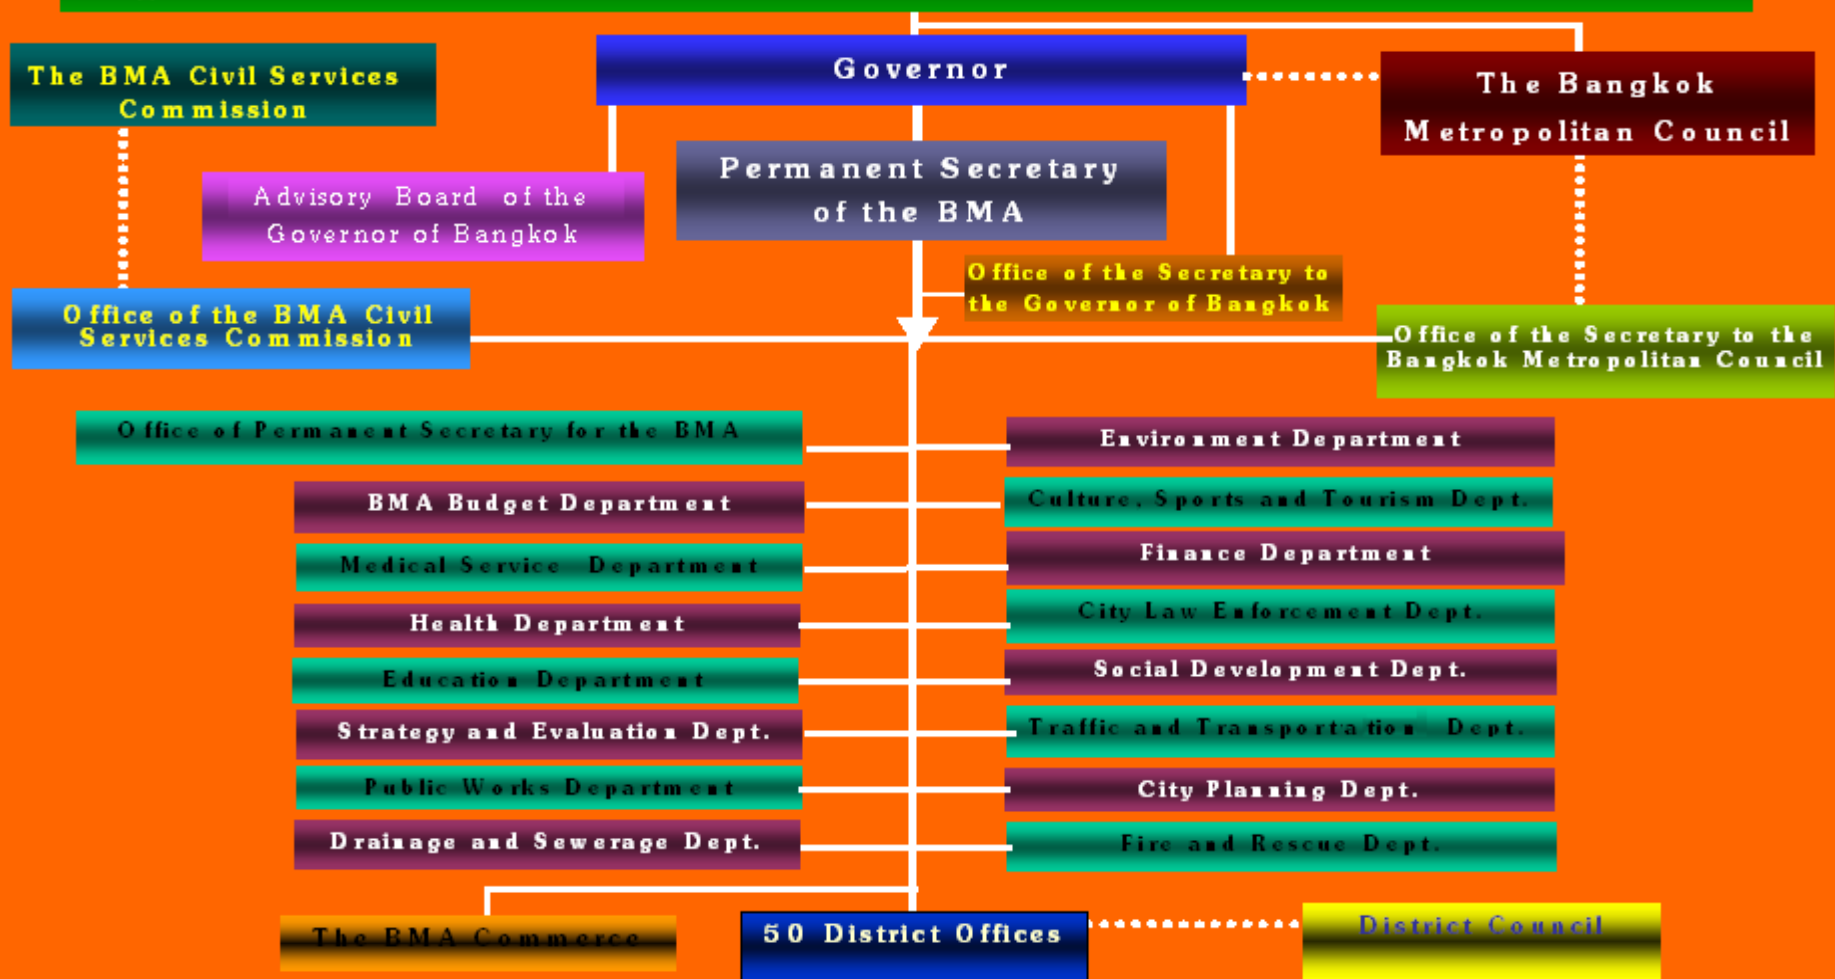 The BMA Civil Services
Commission
Governor
The Bangkok
Metropolitan Council
Permanent Secretary
of the BMA
Advisory Board of the
Governor of Bangkok
Office of the Secretary to
the Governor of Bangkok
Office of the BMA Civil
Services Commission
Office of the Secretary to the
Bangkok Metropolitan Council
Office of Permanent Secretary for the BMA
Environment Department
BMA Budget Department
Culture, Sports and Tourism Dept.
Medical Service Department
Finance Department
Health Department
City Law Enforcement Dept.
Education Department
Social Development Dept.
Strategy and Evaluation Dept.
Traffic and Transportation Dept.
Public Works Department
City Planning Dept.
Drainage and Sewerage Dept.
Fire and Rescue Dept.
The BMA Commerce
50 District Offices
District Council